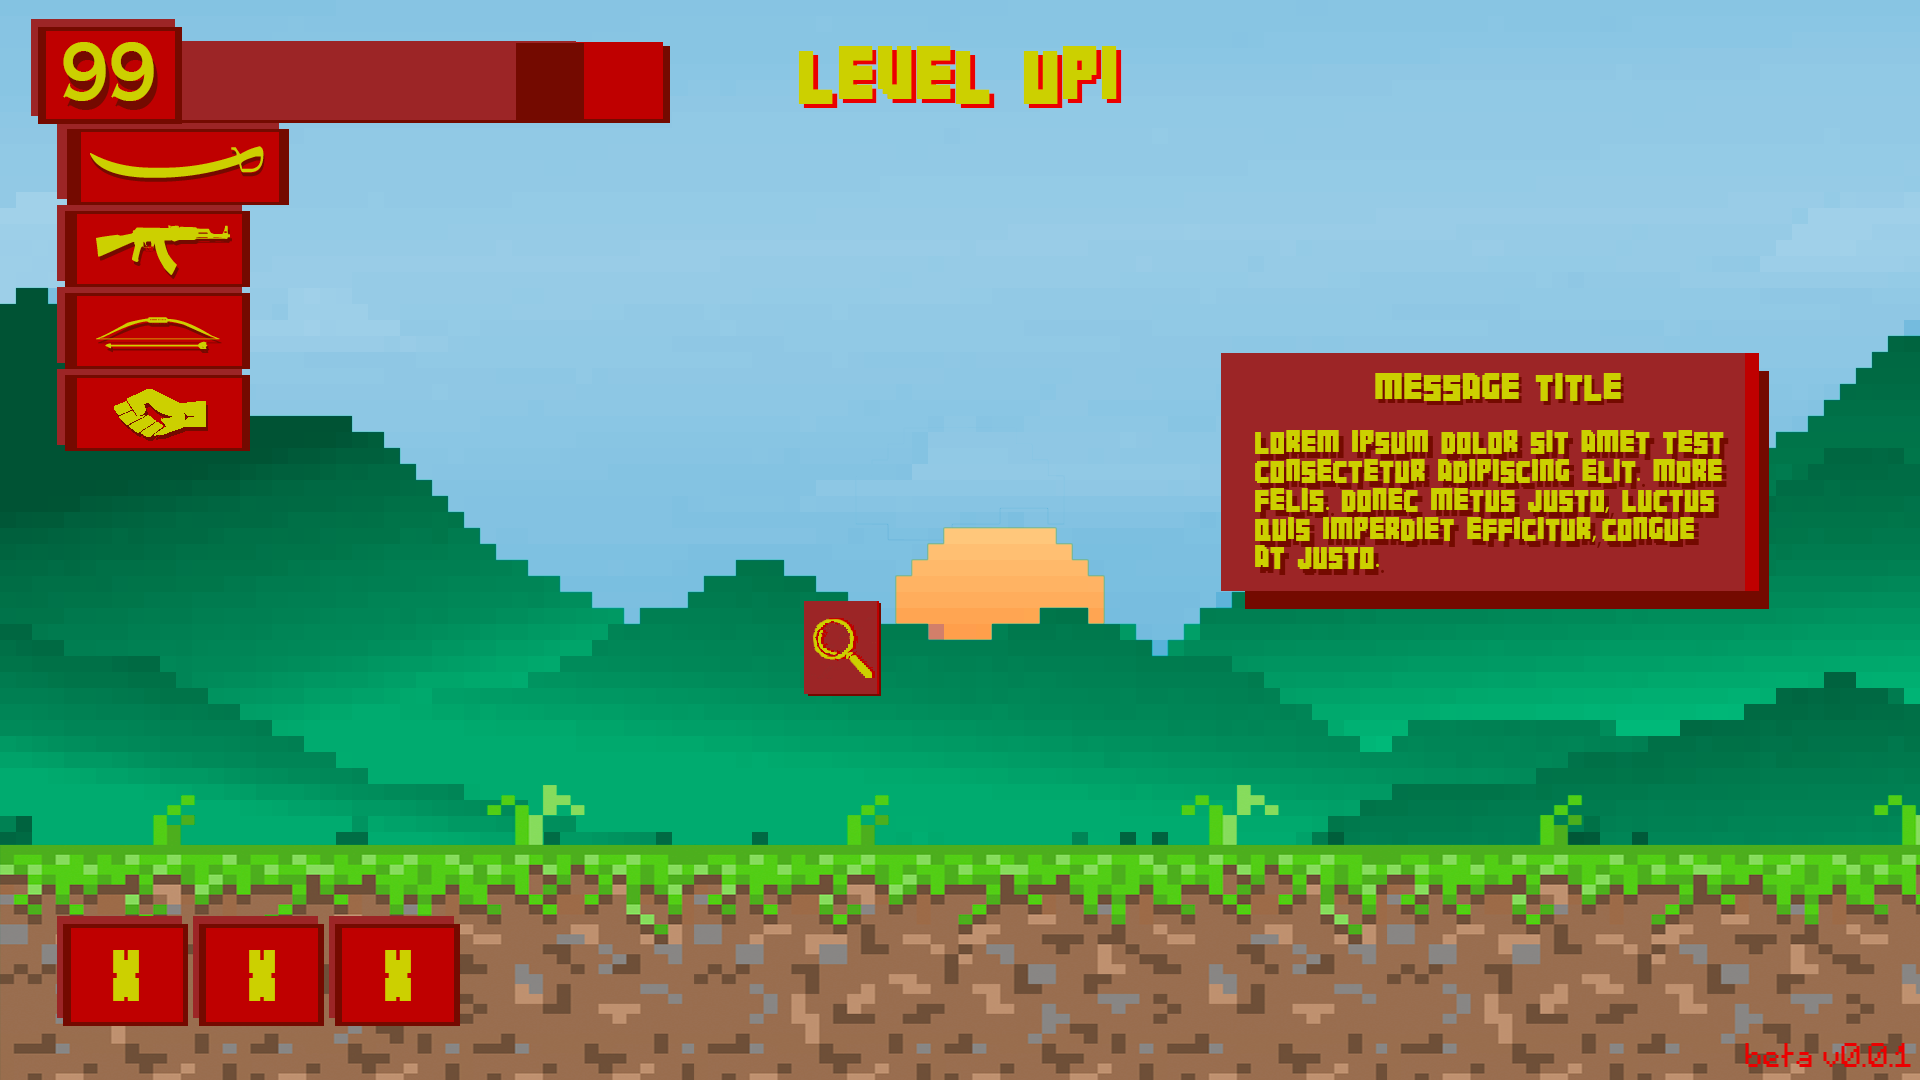 99
LEVEL UP!
MESSAGE TITLE
LOREM IPSUM DOLOR SIT AMET TEST
CONSECTETUR ADIPISCING ELIT. MORE
FELIS. DONEC METUS JUSTO, LUCTUS
QUIS IMPERDIET EFFICITUR, CONGUE
AT JUSTO.
X X X
beta v0.0.1